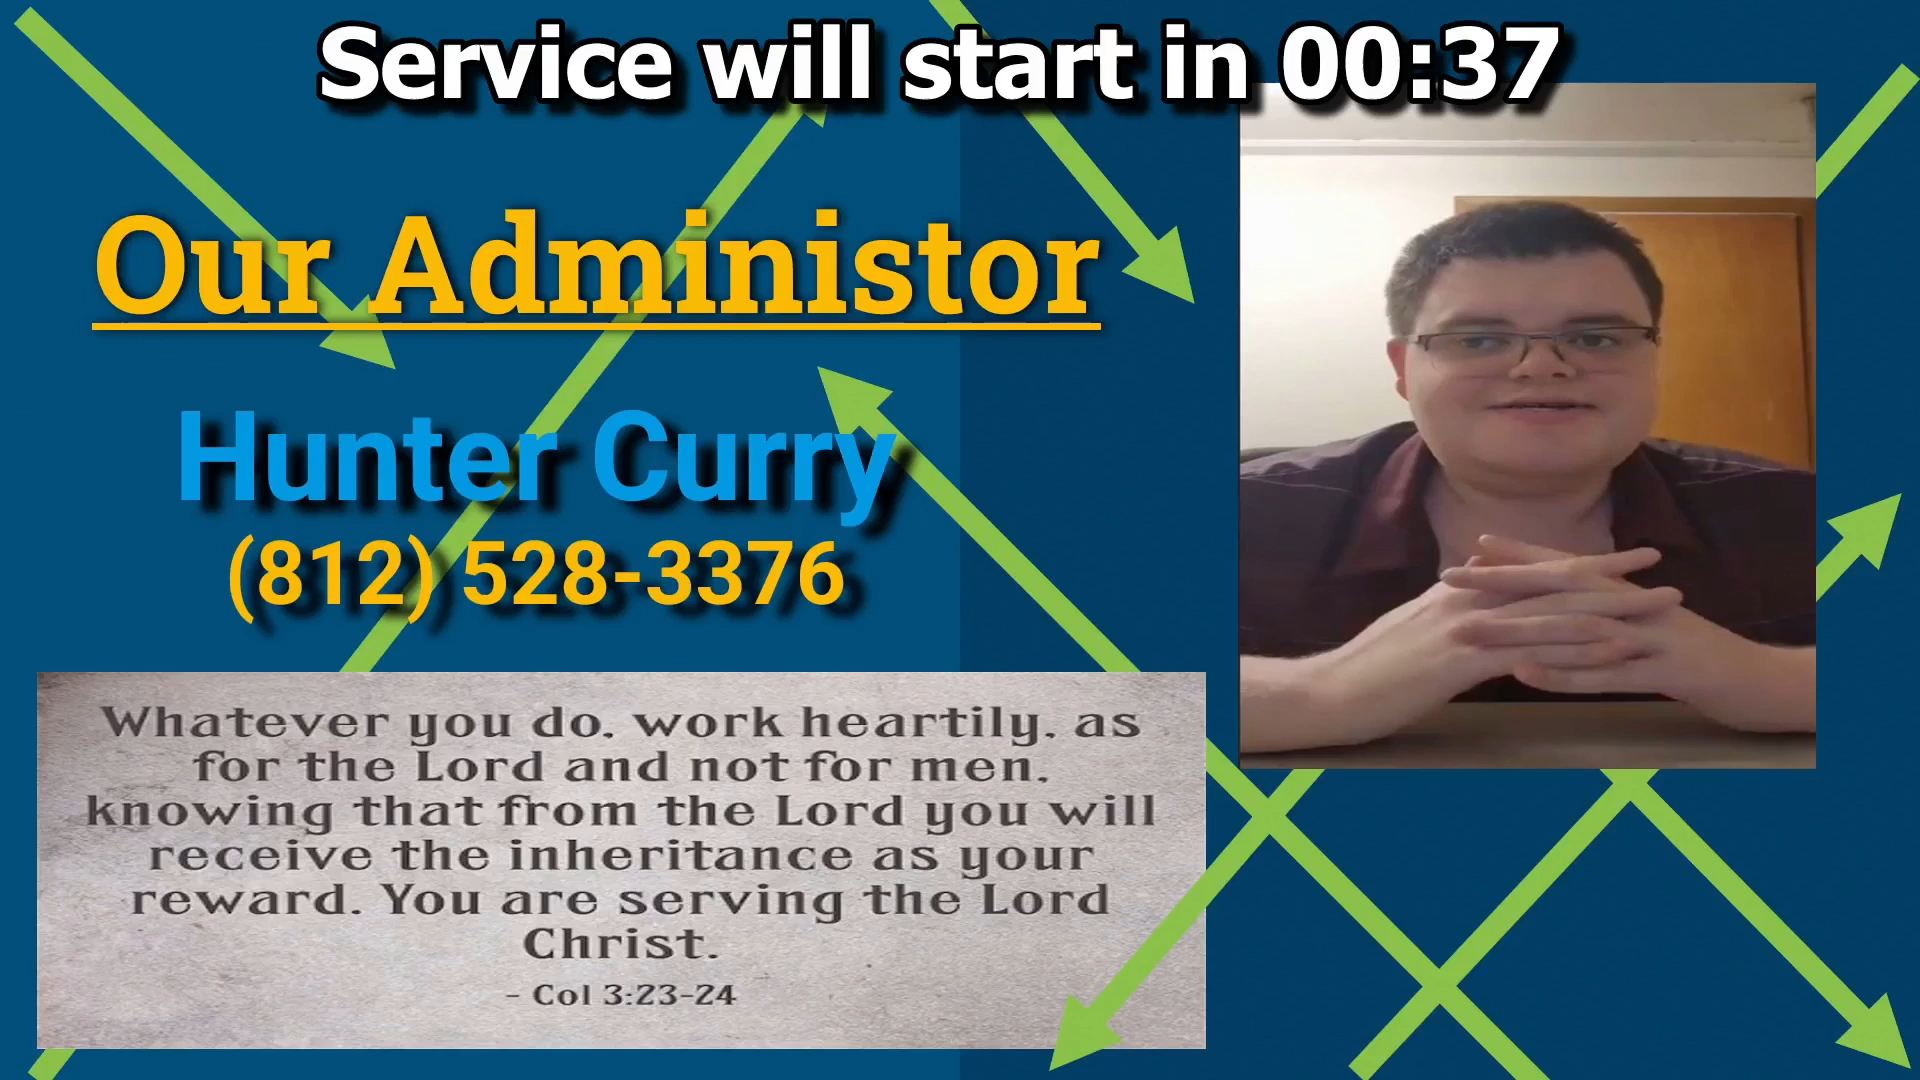 Service will start in 00:37
Our Administor
Hunter Curry
(812) 528-3376
Whatever you do, work heartily, as
for the Lord and not for men,
knowing that from the Lord you will
receive the inheritance as your
reward. You are serving the Lord
Christ.
- Col 3:23-24